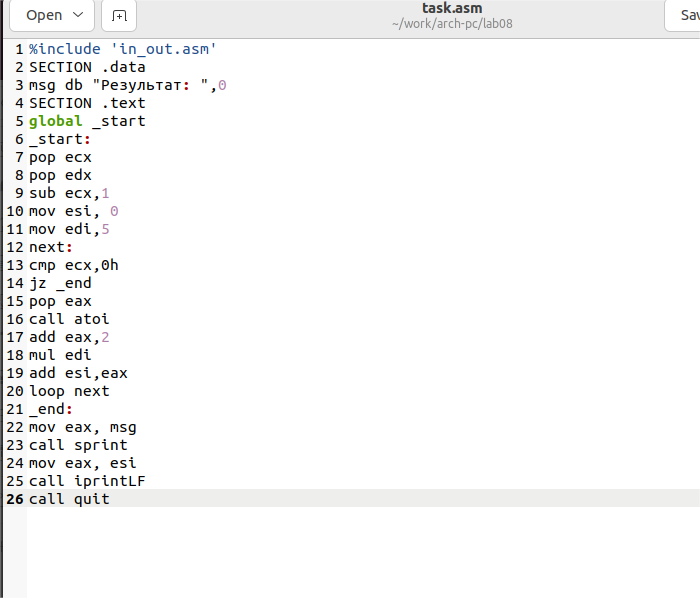 Open
task.asm
~/work/arch-pc/lab08
1 %include 'in_out.asm'
2 SECTION .data
3 msg db "Результат: ",0
4 SECTION .text
5 global _start
6 _start:
7 pop ecx
8 pop edx
9 sub ecx,1
10 mov esi, 0
11 mov edi,5
12 next:
13 cmp ecx,0h
14 jz _end
15 pop eax
16 call atoi
17 add eax,2
18 mul edi
19 add esi,eax
20 loop next
21 _end:
22 mov eax, msg
23 call sprint
24 mov eax, esi
25 call iprintLF
26 call quit